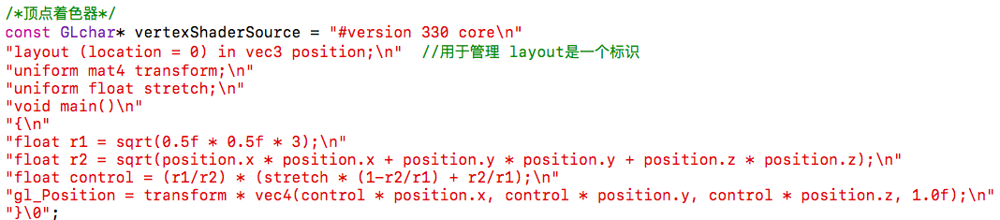 /*顶点着色器*/
const GLchar* vertexShaderSource = "#version 330 core\n"
"layout (location = 0) in vec3 position;\n"  //用于管理 layout是一个标识
"uniform mat4 transform;\n"
"uniform float stretch;\n"
"void main()\n"
"{\n"
"float r1 = sqrt(0.5f * 0.5f * 3);\n"
"float r2 = sqrt(position.x * position.x + position.y * position.y + position.z * position.z);\n"
"float control = (r1/r2) * (stretch * (1-r2/r1) + r2/r1);\n"
"gl_Position = transform * vec4(control * position.x, control * position.y, control * position.z, 1.0f);\n"
"}\0";